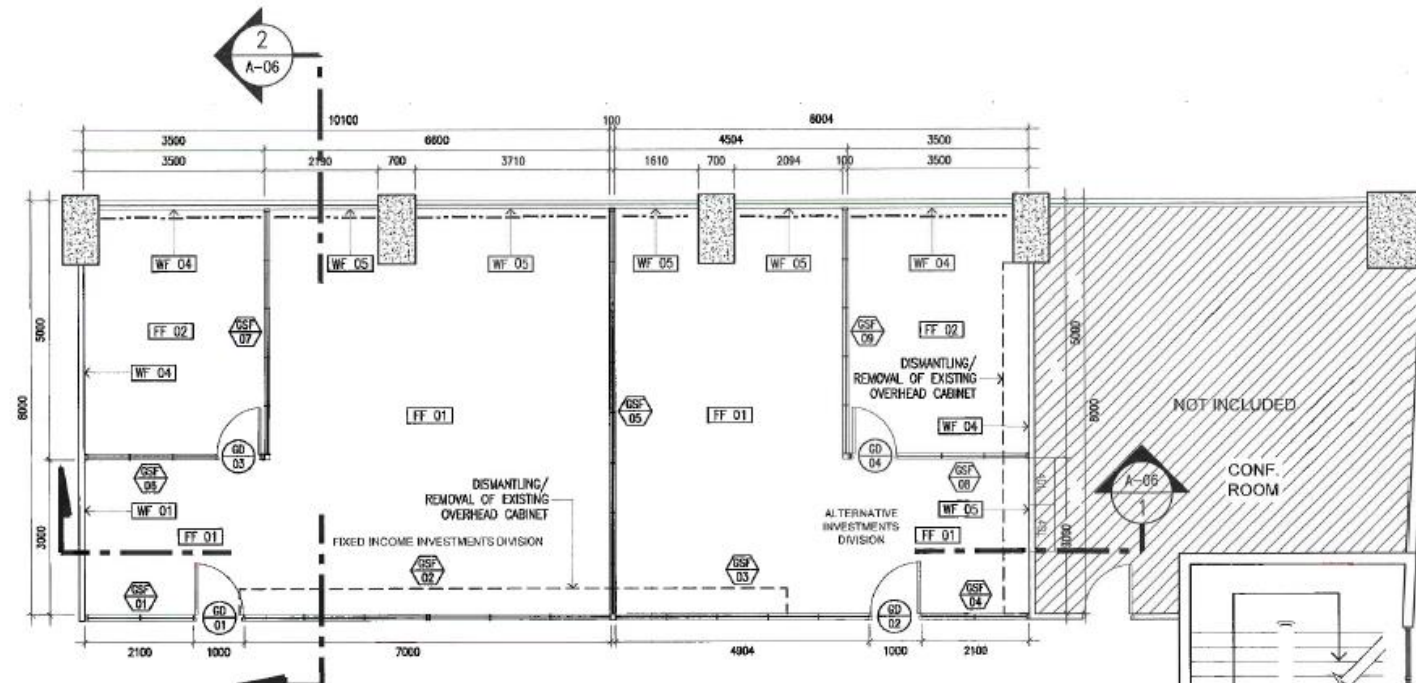 2
A-06
10100
100
8004
3500
6600
4504
3500
3500
700
3710
1610
700
2094
100
3500
WF 04
WF 05
WF 05
WF 05
WF 05
WF 04
FF 02
GSF
07
GSF
09
FF 02
5000
5000
DISMANTLING/
REMOVAL OF EXISTING
OVERHEAD CABINET
WF 04
8000
FF 01
GSF
05
FF 01
NOT INCLUDED
8000
WF 04
GD
03
GD
04
CONF.
ROOM
GSF
06
GSF
08
A-06
1
DISMANTLING/
REMOVAL OF EXISTING
OVERHEAD CABINET
WF 01
WF 05
ALTERNATIVE
INVESTMENTS
DIVISION
3000
FF 01
FF 01
3000
FIXED INCOME INVESTMENTS DIVISION
GSF
02
GSF
03
GSF
01
GSF
04
GD
01
GD
02
2100
1000
7000
4904
1000
2100